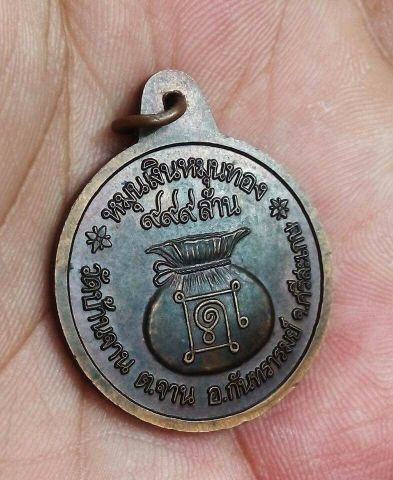 หมุนเงินหมุนทอง
๙๙๙ ล้าน
วัดบ้านจาน ต.จาน อ.กันทรารมย์ จ.ศรีสะเกษ